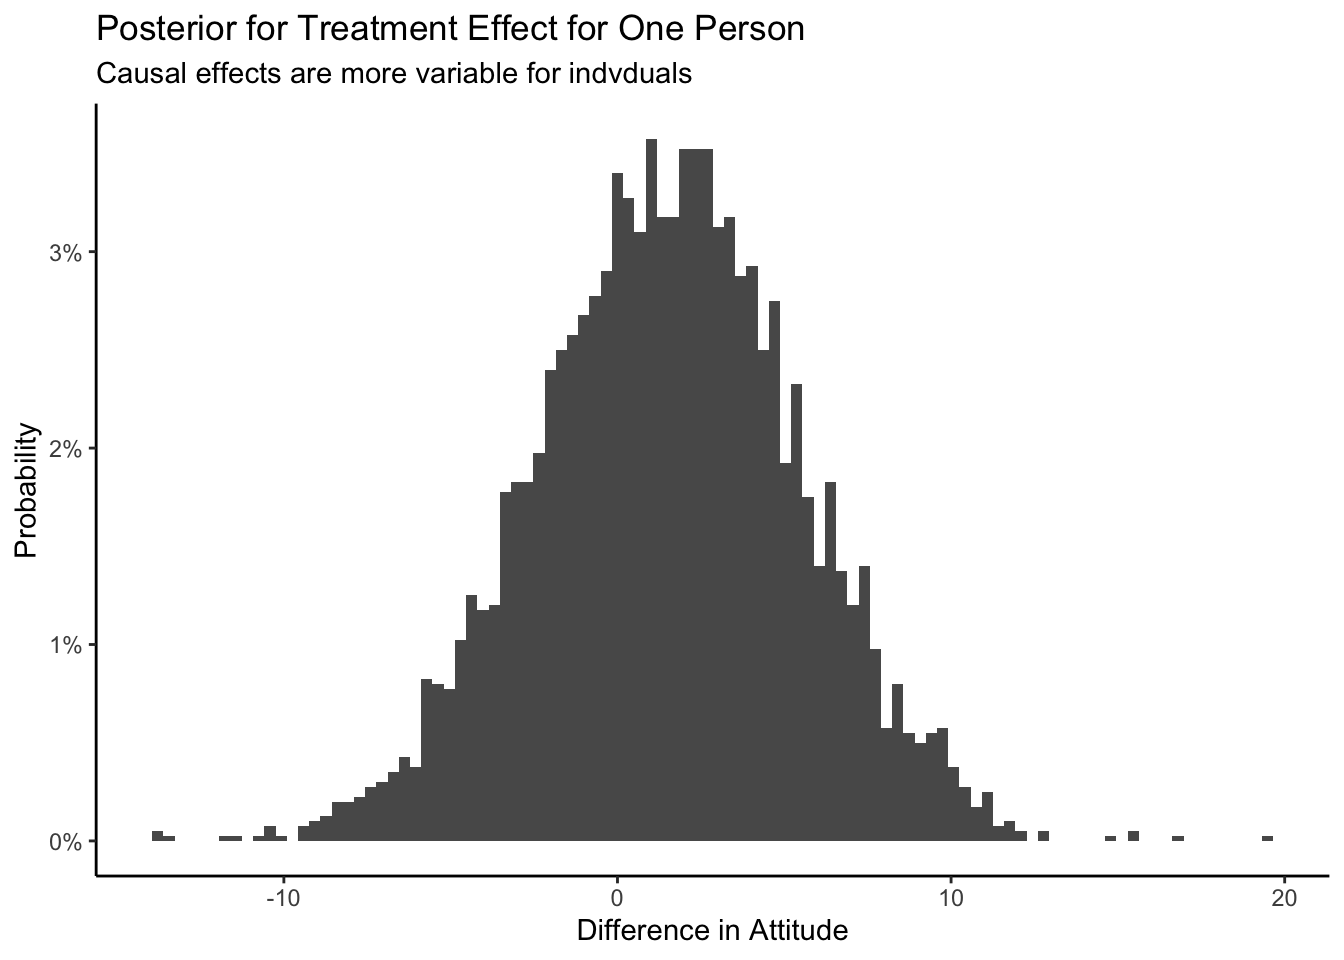 Posterior for Treatment Effect for One Person
Causal effects are more variable for indvduals
Probability
3%
2%
1%
0%
-10
0
10
20
Difference in Attitude